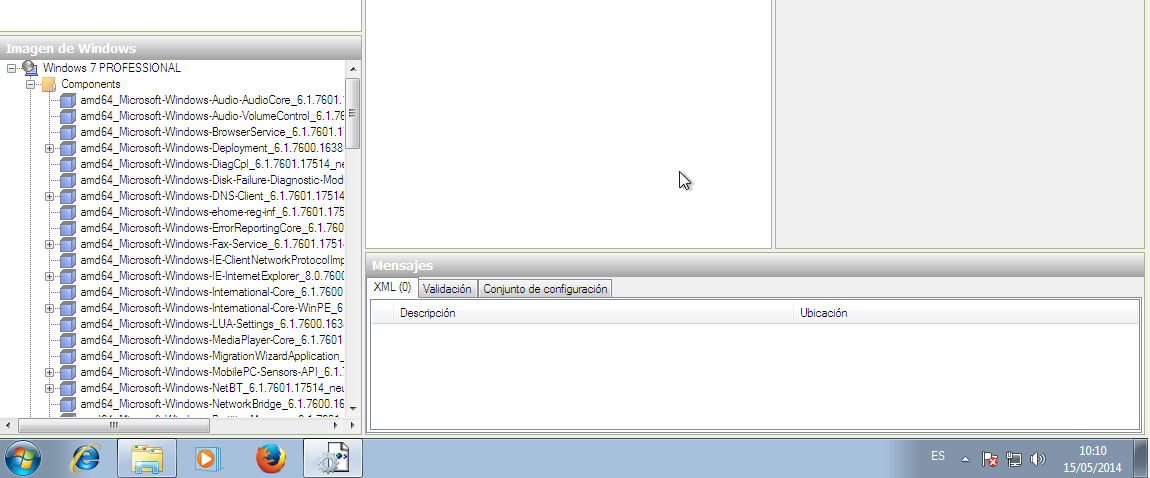 Imagen de Windows
Windows 7 PROFESSIONAL
Components
amd64_Microsoft-Windows-Audio-AudioCore_6.1.7601.
amd64_Microsoft-Windows-Audio-VolumeControl_6.1.76
amd64_Microsoft-Windows-BrowserService_6.1.7601.1
amd64_Microsoft-Windows-Deployment_6.1.7600.1638
amd64_Microsoft-Windows-DiagCpl_6.1.7601.17514_ne
amd64_Microsoft-Windows-Disk-Failure-Diagnostic-Mod
amd64_Microsoft-Windows-DNS-Client_6.1.7601.17514
amd64_Microsoft-Windows-ehome-reg-inf_6.1.7601.175
amd64_Microsoft-Windows-ErrorReportingCore_6.1.760
amd64_Microsoft-Windows-Fax-Service_6.1.7601.1751
amd64_Microsoft-Windows-IE-ClientNetworkProtocolImp
amd64_Microsoft-Windows-IE-InternetExplorer_8.0.7600
amd64_Microsoft-Windows-International-Core_6.1.7600
amd64_Microsoft-Windows-International-Core-WinPE_6
amd64_Microsoft-Windows-LUA-Settings_6.1.7600.163
amd64_Microsoft-Windows-MediaPlayer-Core_6.1.7601
amd64_Microsoft-Windows-MigrationWizardApplication_
amd64_Microsoft-Windows-MobilePC-Sensors-API_6.1.
amd64_Microsoft-Windows-NetBT_6.1.7601.17514_neu
amd64_Microsoft-Windows-NetworkBridge_6.1.7600.16
Mensajes
XML (0) Validación Conjunto de configuración
Descripción Ubicación
ES
10:10
15/05/2014